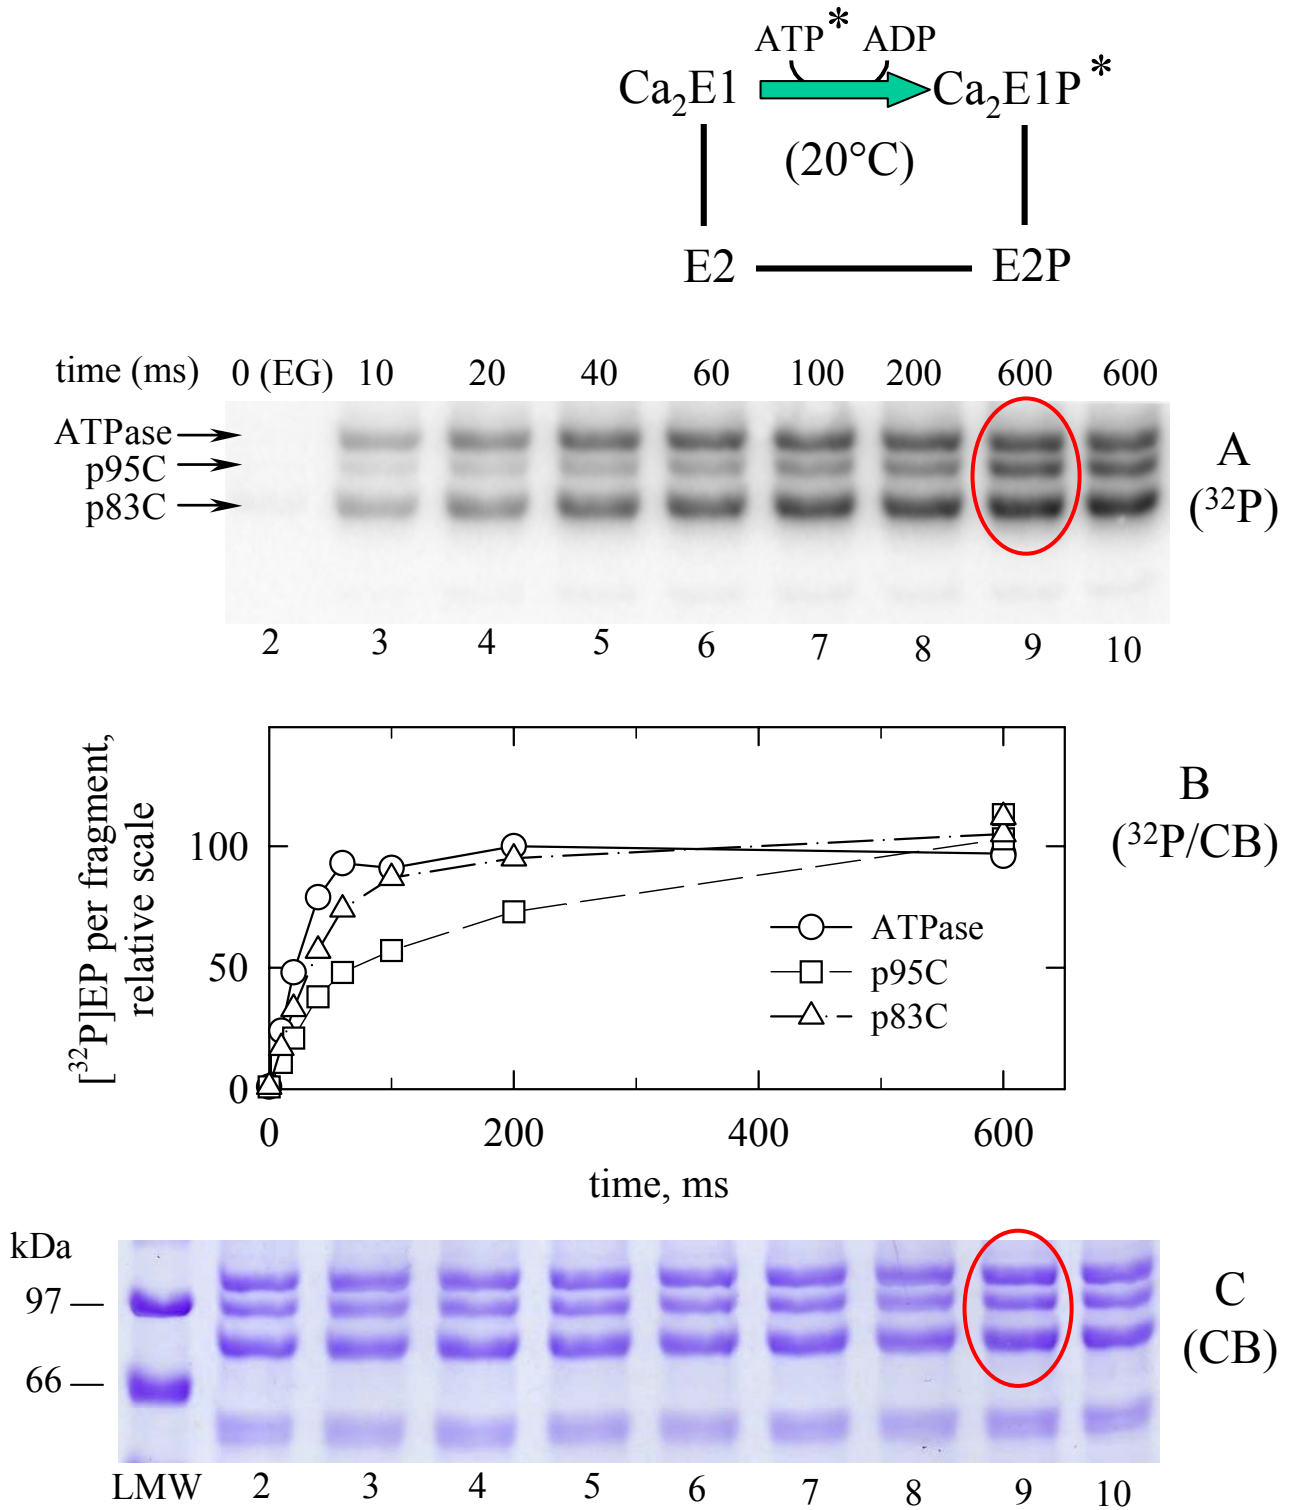 ATP* ADP
Ca₂E1 Ca₂E1P*
(20°C)
E2 E2P
time (ms) 0 (EG) 10 20 40 60 100 200 600 600
ATPase
p95C
p83C
A
(³²P)
2 3 4 5 6 7 8 9 10
[³²P]EP per fragment,
relative scale
100
50
0
0 200 400 600
time, ms
ATPase
p95C
p83C
B
(³²P/CB)
kDa
97
66
C
(CB)
LMW 2 3 4 5 6 7 8 9 10